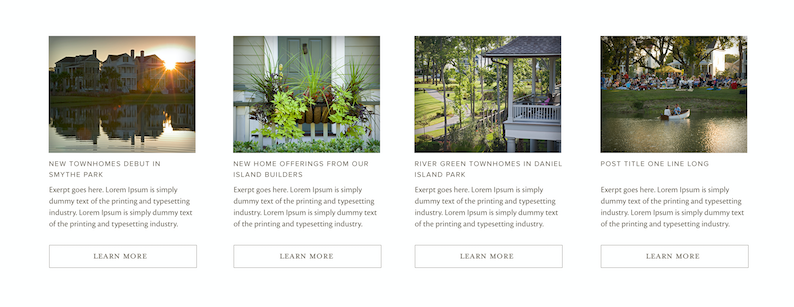 NEW TOWNHOMES DEBUT IN
SMYTHE PARK
Exerpt goes here. Lorem Ipsum is simply
dummy text of the printing and typesetting
industry. Lorem Ipsum is simply dummy text
of the printing and typesetting industry.
LEARN MORE
NEW HOME OFFERINGS FROM OUR
ISLAND BUILDERS
Exerpt goes here. Lorem Ipsum is simply
dummy text of the printing and typesetting
industry. Lorem Ipsum is simply dummy text
of the printing and typesetting industry.
LEARN MORE
RIVER GREEN TOWNHOMES IN DANIEL
ISLAND PARK
Exerpt goes here. Lorem Ipsum is simply
dummy text of the printing and typesetting
industry. Lorem Ipsum is simply dummy text
of the printing and typesetting industry.
LEARN MORE
POST TITLE ONE LINE LONG
Exerpt goes here. Lorem Ipsum is simply
dummy text of the printing and typesetting
industry. Lorem Ipsum is simply dummy text
of the printing and typesetting industry.
LEARN MORE